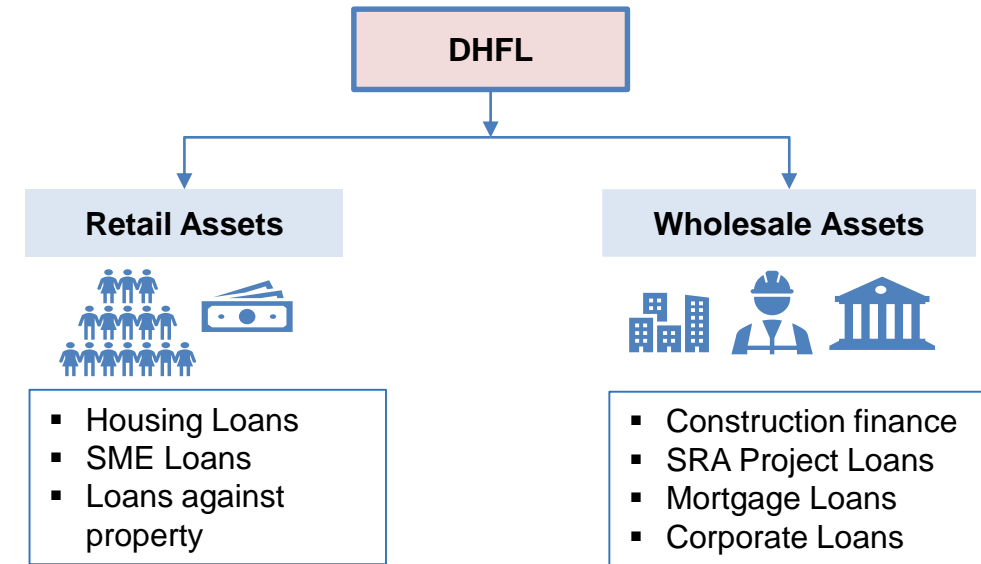 DHFL
Retail Assets
Wholesale Assets
▪ Housing Loans
▪ SME Loans
▪ Loans against
property
▪ Construction finance
▪ SRA Project Loans
▪ Mortgage Loans
▪ Corporate Loans